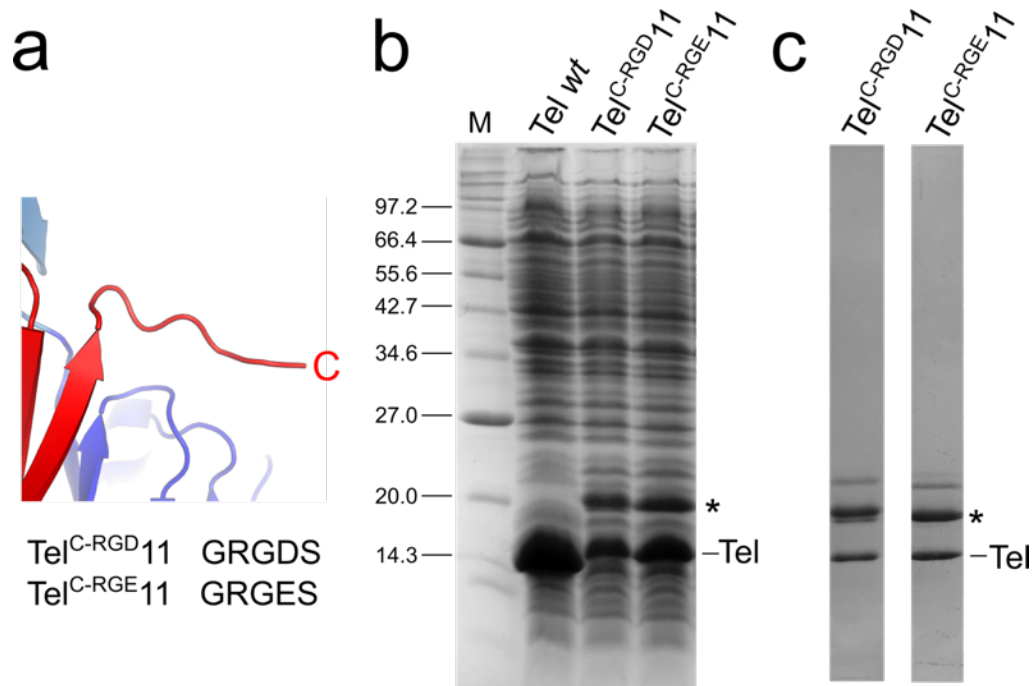 a
C
Tel^C-RGD11 GRGDS
Tel^C-RGE11 GRGES
b
M
Tel wt
Tel^C-RGD11
Tel^C-RGE11
97.2
66.4
55.6
42.7
34.6
27.0
20.0
14.3
*
Tel
c
Tel^C-RGD11
Tel^C-RGE11
*
Tel